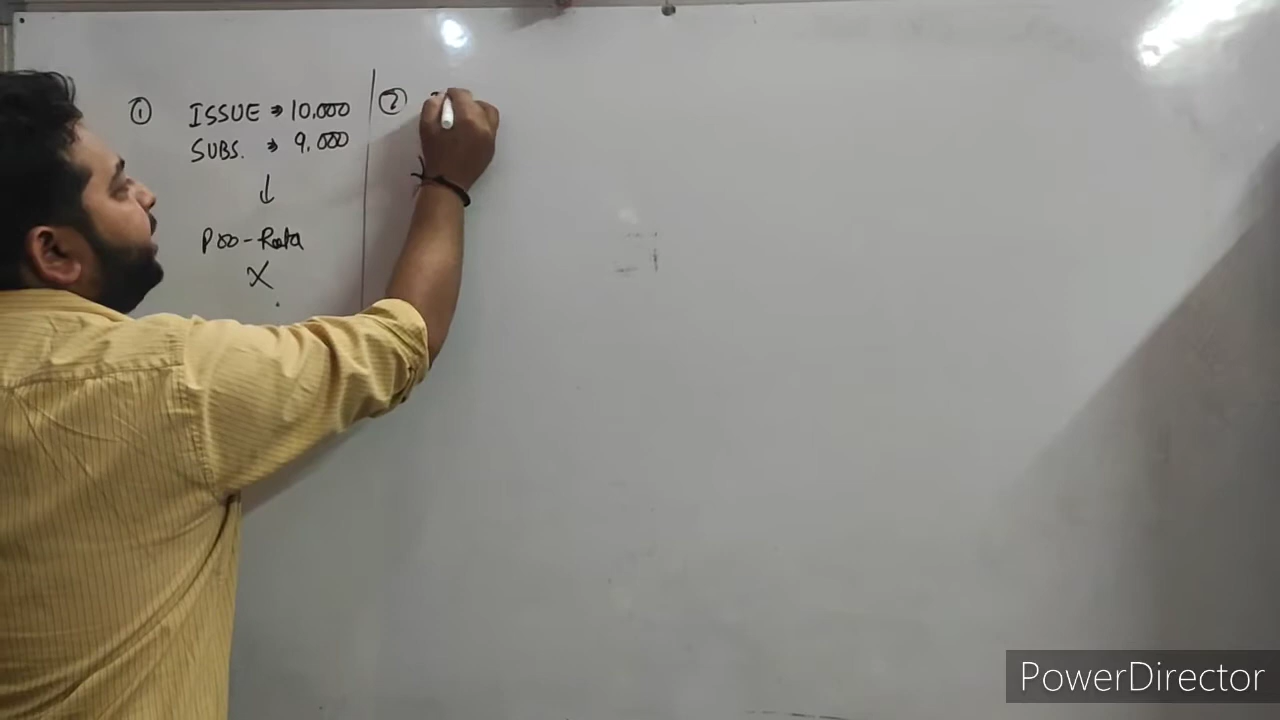 ① ISSUE → 10,000
SUBS. → 9,000
↓
Pro-Rata
X
②
PowerDirector